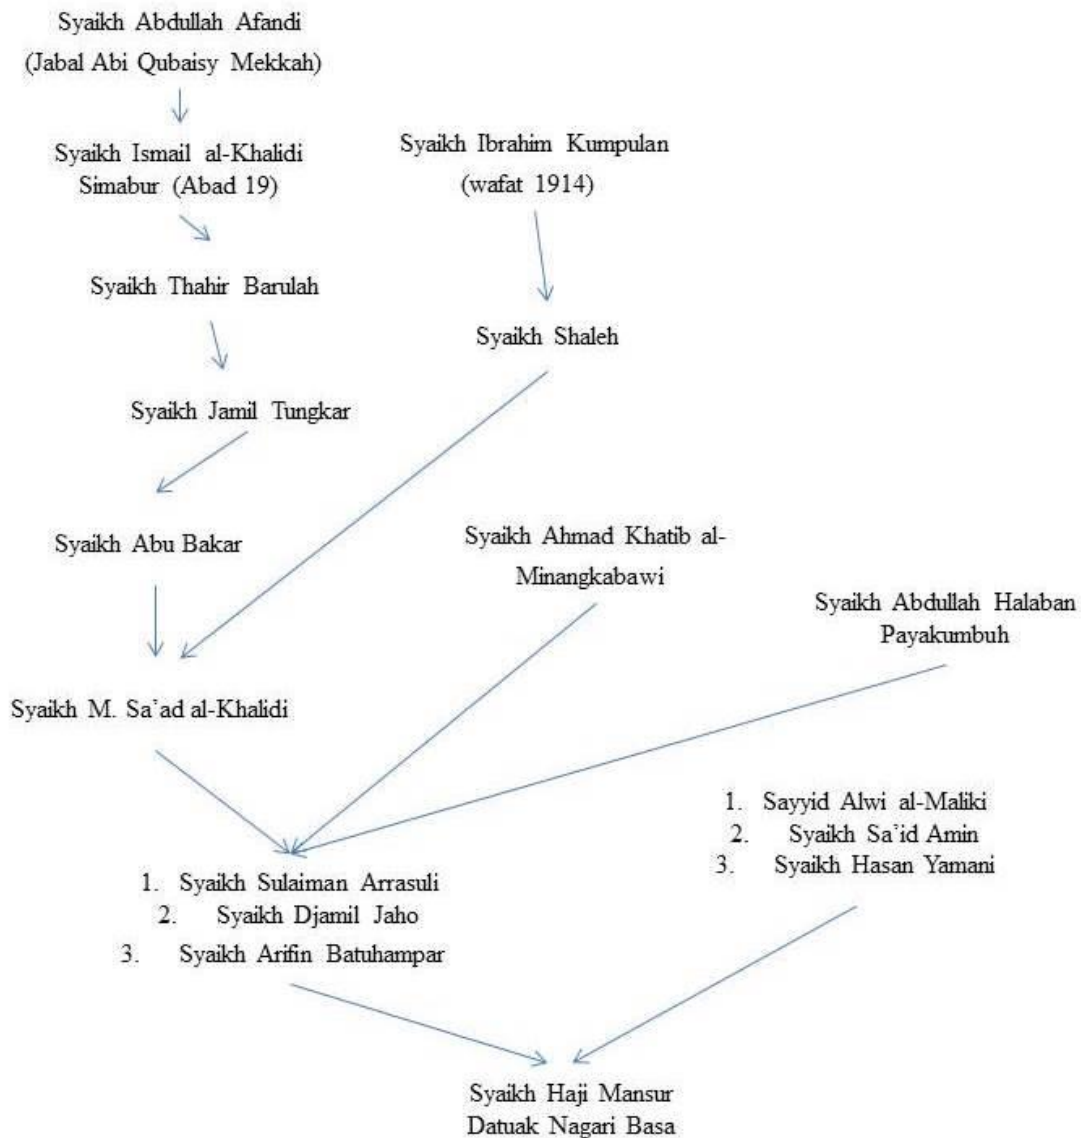 Syaikh Abdullah Afandi
(Jabal Abi Qubaisy Mekkah)
Syaikh Ismail al-Khalidi
Simabur (Abad 19)
Syaikh Ibrahim Kumpulan
(wafat 1914)
Syaikh Thahir Barulah
Syaikh Shaleh
Syaikh Jamil Tungkar
Syaikh Abu Bakar
Syaikh Ahmad Khatib al-
Minangkabawi
Syaikh Abdullah Halaban
Payakumbuh
Syaikh M. Sa’ad al-Khalidi
1. Sayyid Alwi al-Maliki
2. Syaikh Sa’id Amin
3. Syaikh Hasan Yamani
1. Syaikh Sulaiman Arrasuli
2. Syaikh Djamil Jaho
3. Syaikh Arifin Batuhampar
Syaikh Haji Mansur
Datuak Nagari Basa